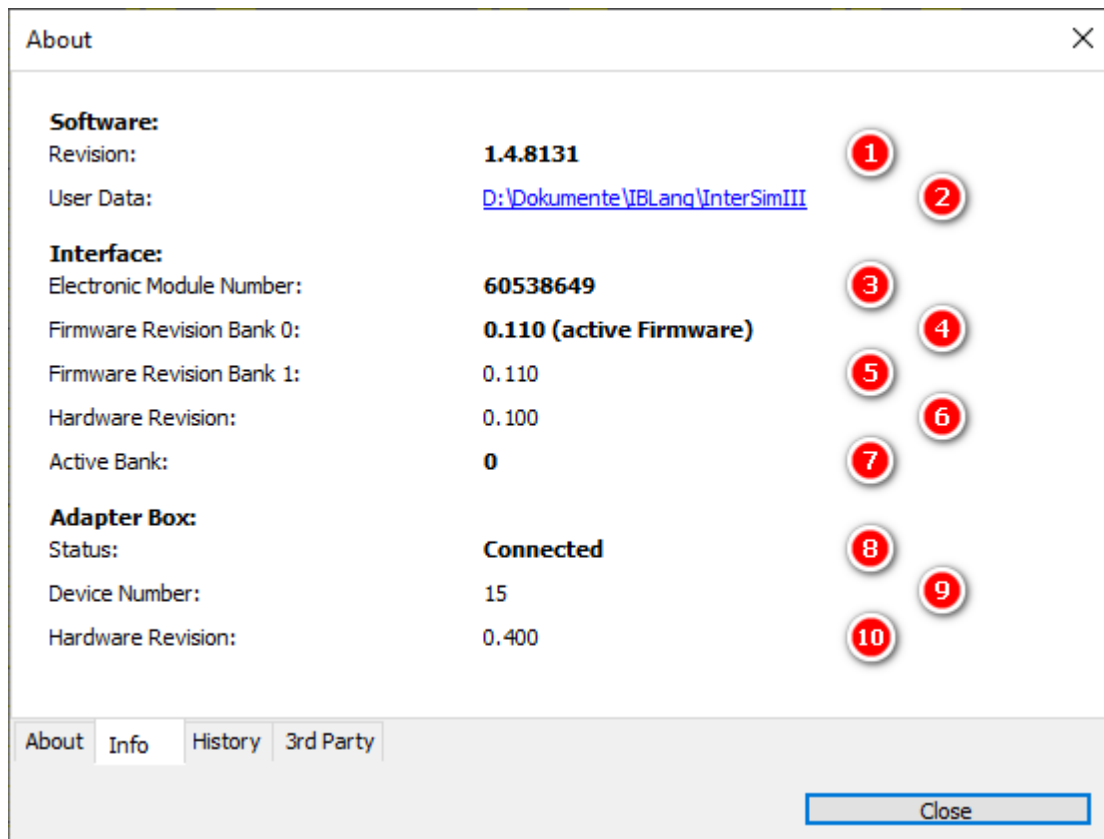 About
Software:
Revision: 1.4.8131 1
User Data: D:\Dokumente\IBLang\InterSimIII 2
Interface:
Electronic Module Number: 60538649 3
Firmware Revision Bank 0: 0.110 (active Firmware) 4
Firmware Revision Bank 1: 0.110 5
Hardware Revision: 0.100 6
Active Bank: 0 7
Adapter Box:
Status: Connected 8
Device Number: 15 9
Hardware Revision: 0.400 10
About Info History 3rd Party
Close